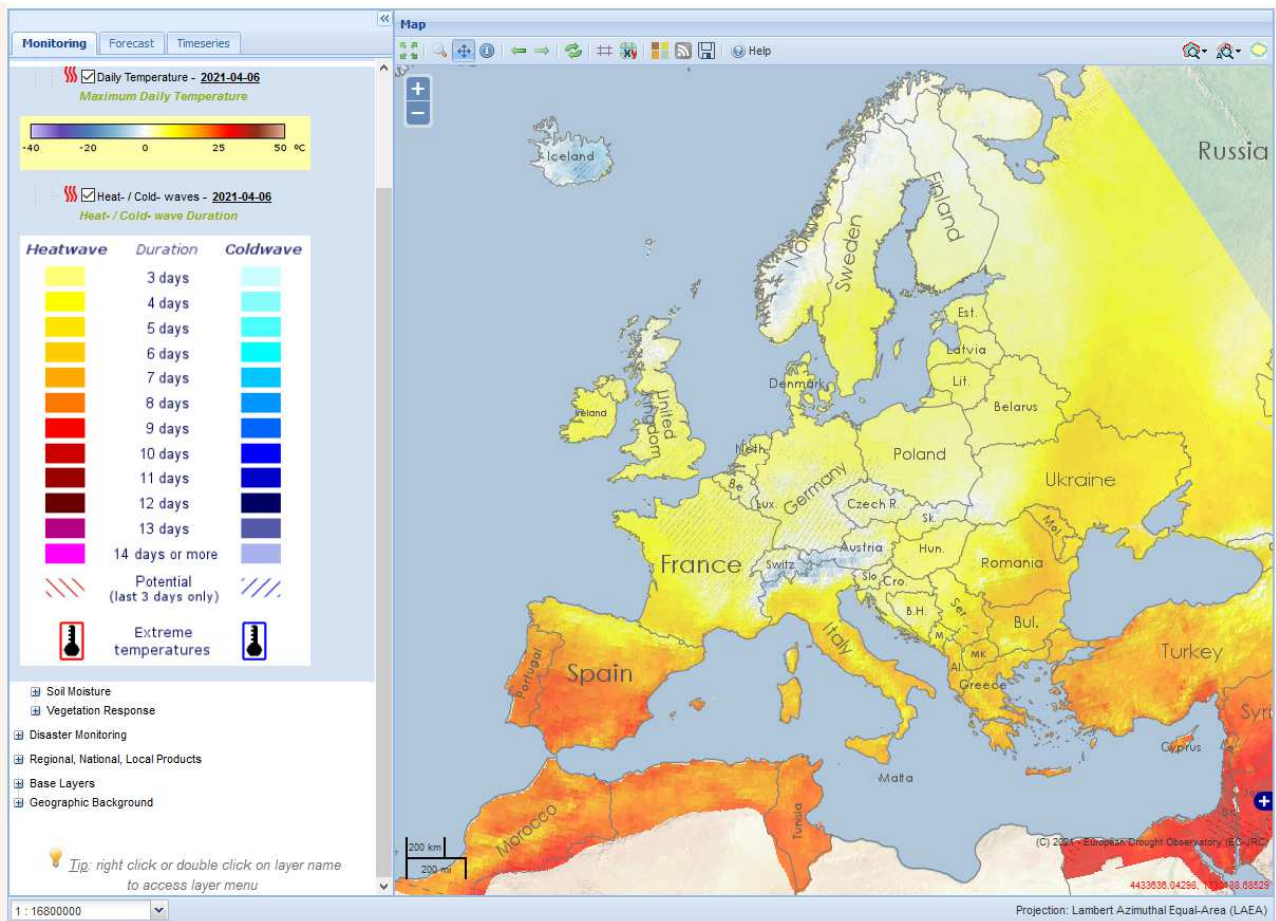 Monitoring
Forecast
Timeseries
Daily Temperature - 2021-04-06
Maximum Daily Temperature
-40 -20 0 25 50 ºC
Heat- / Cold- waves - 2021-04-06
Heat- / Cold- wave Duration
Heatwave Duration Coldwave
3 days
4 days
5 days
6 days
7 days
8 days
9 days
10 days
11 days
12 days
13 days
14 days or more
Potential
(last 3 days only)
Extreme
temperatures
Soil Moisture
Vegetation Response
Disaster Monitoring
Regional, National, Local Products
Base Layers
Geographic Background
Tip: right click or double click on layer name
to access layer menu
1 : 16800000
Map
xy
Help
Iceland
Russia
Norway
Sweden
Finland
Est.
Latvia
Lit.
Denmark
Belarus
Ireland
United
Kingdom
Neth.
Be
Lux.
Germany
Poland
Czech R.
Sk.
Ukraine
Mol.
France
Switz
Austria
Hun.
Slo.
Cro.
Romania
B.H.
Ser.
Italy
M.
Bul.
MK
Al.
Greece
Turkey
Portugal
Spain
Syri
Cyprus
Malta
Morocco
Tunisia
200 km
200 mi
(C) 2021 - European Drought Observatory (EC-JRC)
Projection: Lambert Azimuthal Equal-Area (LAEA)